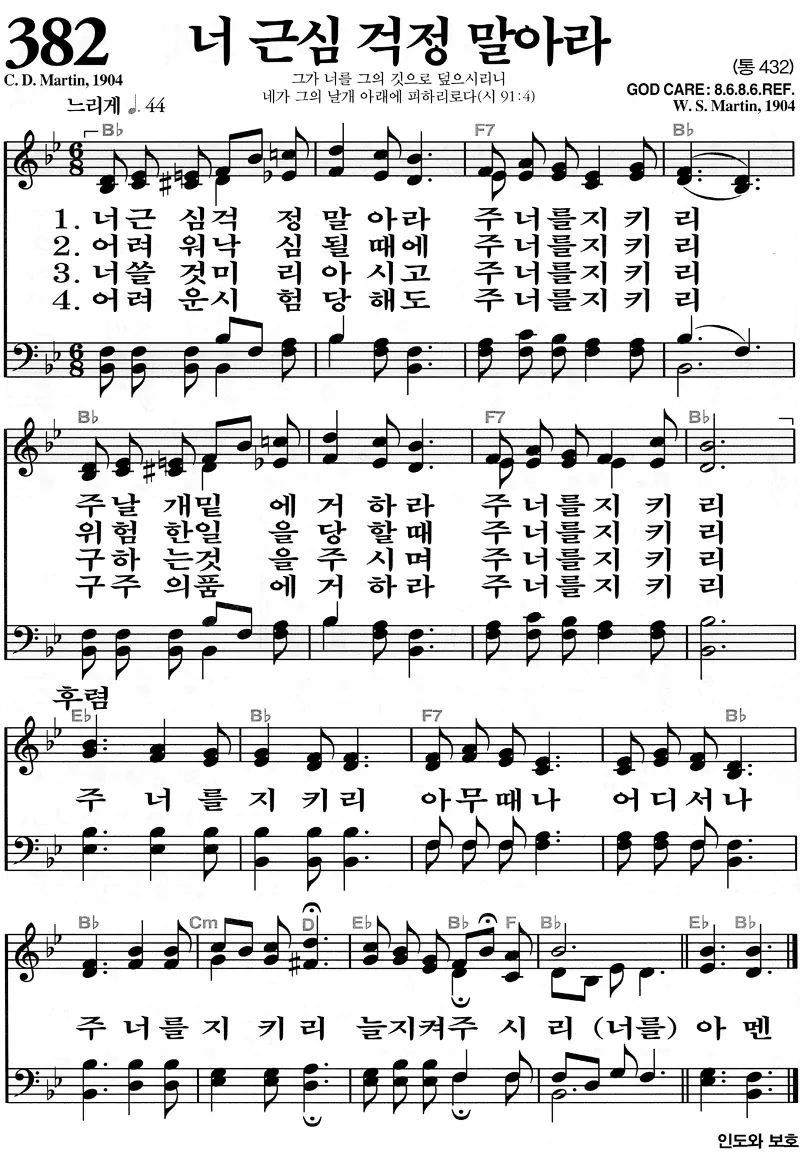 382 너 근심 걱정 말아라
(통 432)
C. D. Martin, 1904
그가 너를 그의 깃으로 덮으시리니
네가 그의 날개 아래에 피하리로다(시 91:4)
GOD CARE: 8.6.8.6.REF.
W. S. Martin, 1904
느리게 ♩. 44
B♭ F7 B♭
6 8
1. 너근 심걱 정말 아라 주너를지키리
2. 어려 워낙 심될 때에 주너를지키리
3. 너쓸 것미 리아 시고 주너를지키리
4. 어려 운시 험당 해도 주너를지키리
6 8
B♭ F7 B♭
주날 개밑 에거 하라 주너를지키리
위험 한일 을당 할때 주너를지키리
구하 는것 을주 시며 주너를지키리
구주 의품 에거 하라 주너를지키리
후렴
E♭ B♭ F7 B♭
주 너를지키리 아무때나 어디서나
B♭ Cm D E♭ B♭ F B♭ E♭ B♭
주 너를지키리 늘지켜주시리 (너를) 아멘
인도와 보호